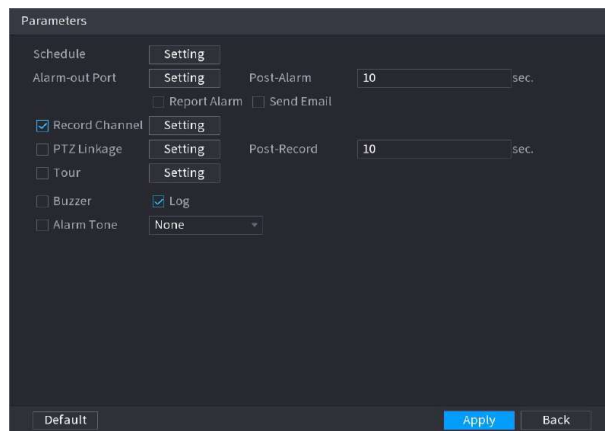 Parameters
Schedule Setting
Alarm-out Port Setting Post-Alarm 10 sec.
Report Alarm Send Email
Record Channel Setting
PTZ Linkage Setting Post-Record 10 sec.
Tour Setting
Buzzer Log
Alarm Tone None
Default Apply Back